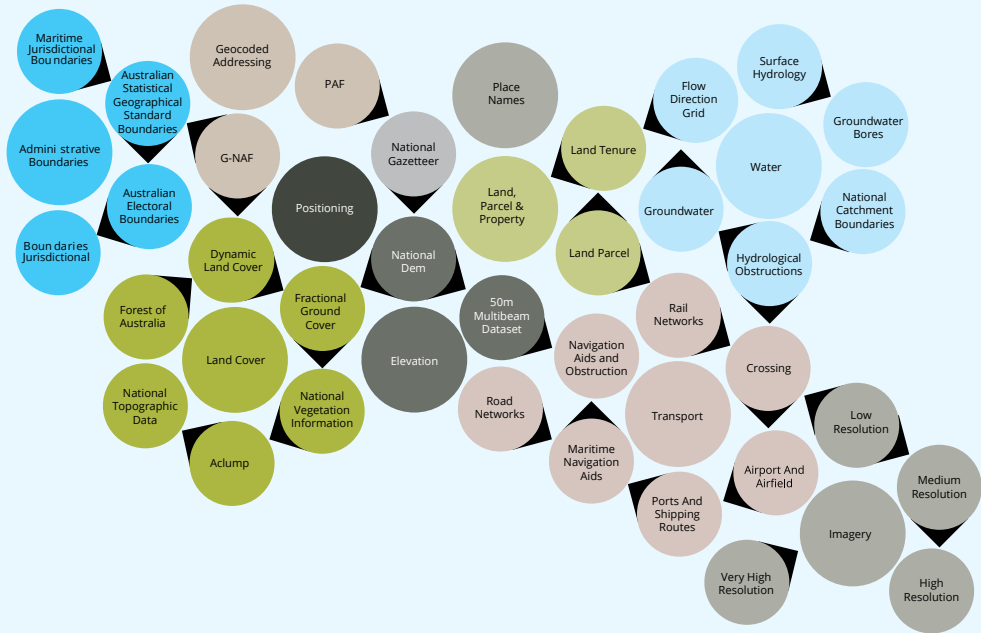 Maritime
Jurisdictional
Boundaries
Australian
Statistical
Geographical
Standard
Boundaries
Admini strative
Boundaries
Australian
Electoral
Boundaries
Boundaries
Jurisdictional
Geocoded
Addressing
PAF
G-NAF
National
Gazetteer
Positioning
Place
Names
Land,
Parcel &
Property
Land Tenure
Land Parcel
Flow
Direction
Grid
Surface
Hydrology
Groundwater
Bores
Water
Groundwater
National
Catchment
Boundaries
Hydrological
Obstructions
Dynamic
Land Cover
Forest of
Australia
Fractional
Ground
Cover
Land Cover
National
Topographic
Data
National
Vegetation
Information
Aclump
National
Dem
50m
Multibeam
Dataset
Elevation
Navigation
Aids and
Obstruction
Rail
Networks
Crossing
Road
Networks
Transport
Maritime
Navigation
Aids
Airport And
Airfield
Ports And
Shipping
Routes
Low
Resolution
Medium
Resolution
Imagery
Very High
Resolution
High
Resolution